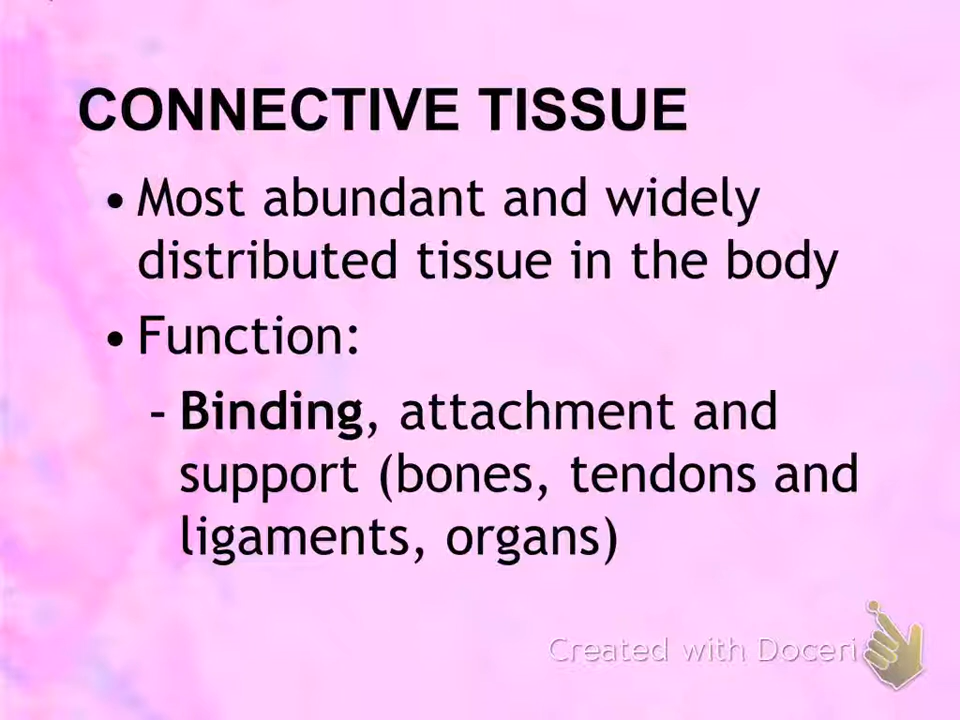 CONNECTIVE TISSUE
• Most abundant and widely
distributed tissue in the body
• Function:
- Binding, attachment and
support (bones, tendons and
ligaments, organs)
Created with Doceri